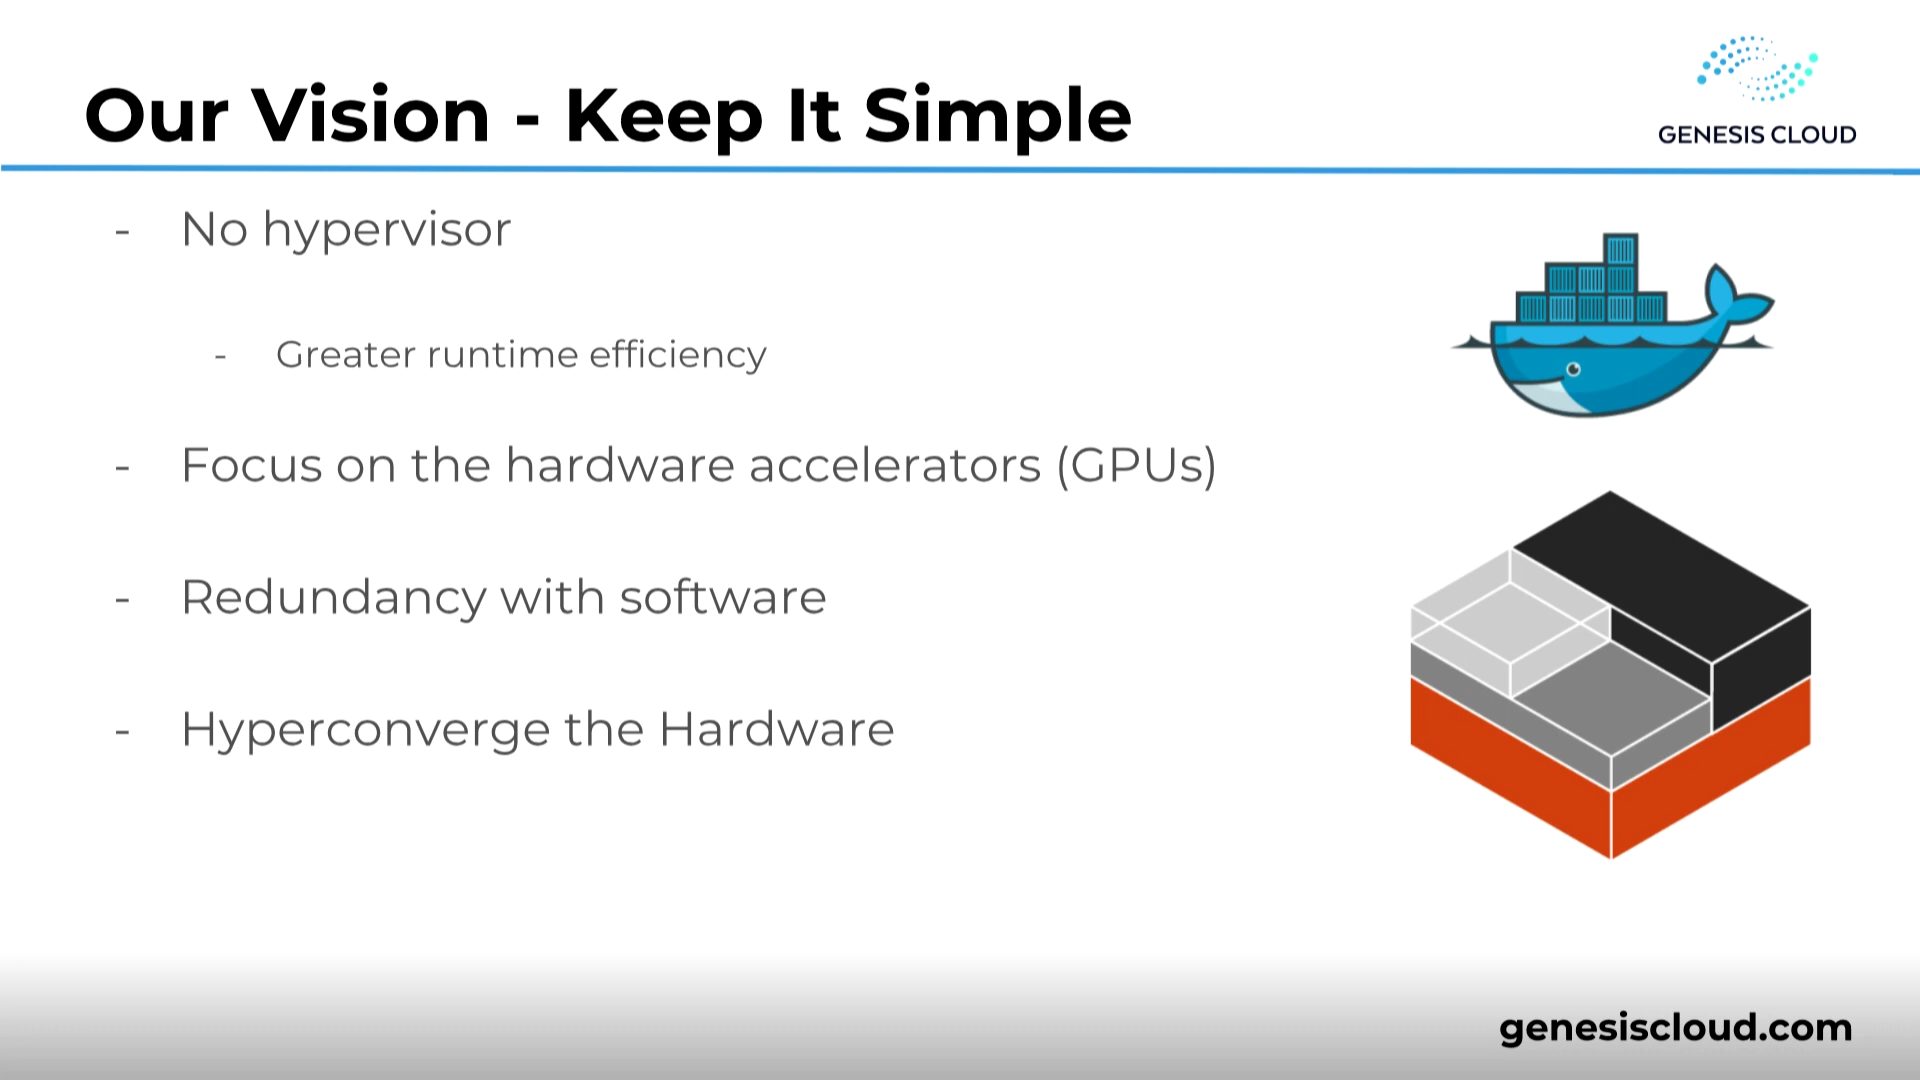 Our Vision - Keep It Simple
GENESIS CLOUD
- No hypervisor
- Greater runtime efficiency
- Focus on the hardware accelerators (GPUs)
- Redundancy with software
- Hyperconverge the Hardware
genesiscloud.com